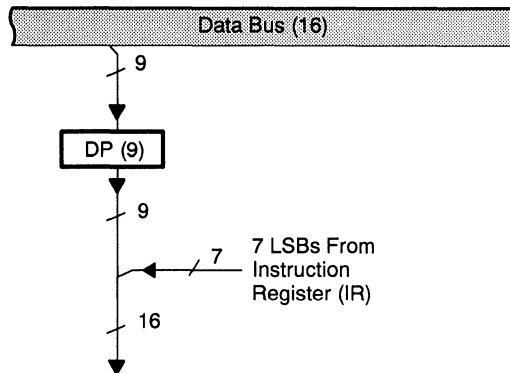 Data Bus (16)
9
DP (9)
9
7
7 LSBs From
Instruction
Register (IR)
16